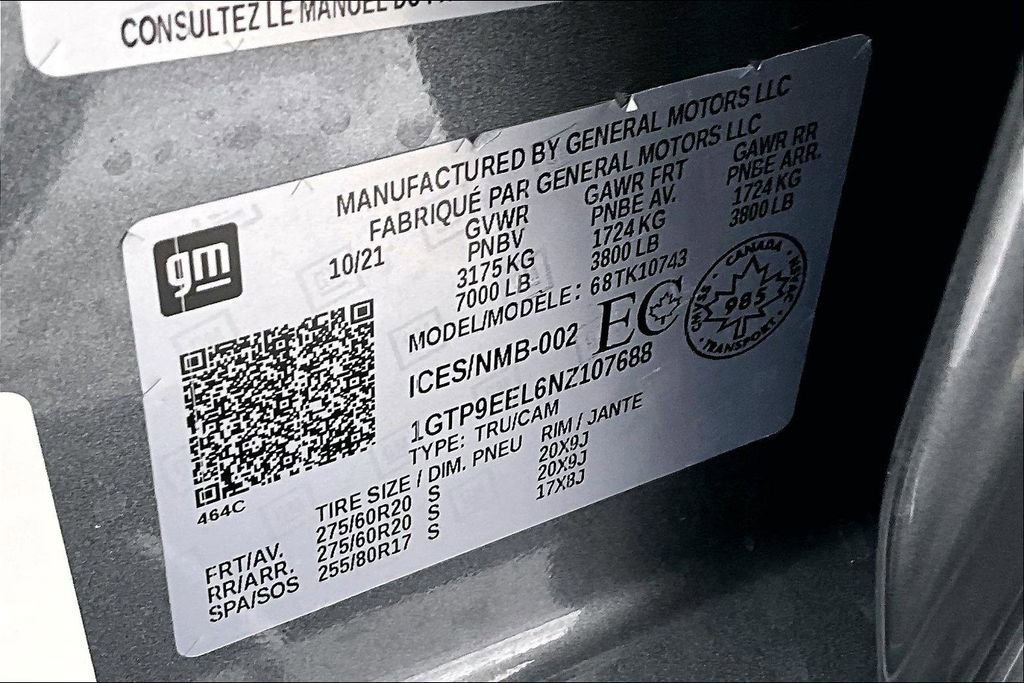 CONSULTEZ LE MANUEL DU
MANUFACTURED BY GENERAL MOTORS LLC
FABRIQUÉ PAR GENERAL MOTORS LLC
gm
10/21
GVWR GAWR FRT GAWR RR
PNBV PNBE AV. PNBE ARR.
3175 KG 1724 KG 1724 KG
7000 LB 3800 LB 3800 LB
MODEL/MODÈLE: 68TK10743
ICES/NMB-002 EC
CANADA
985
TRANSPORT
1GTP9EEL6NZ107688
TYPE: TRU/CAM
464C
TIRE SIZE / DIM. PNEU RIM / JANTE
FRT/AV. 275/60R20 S 20X9J
RR/ARR. 275/60R20 S 20X9J
SPA/SOS 255/80R17 S 17X8J